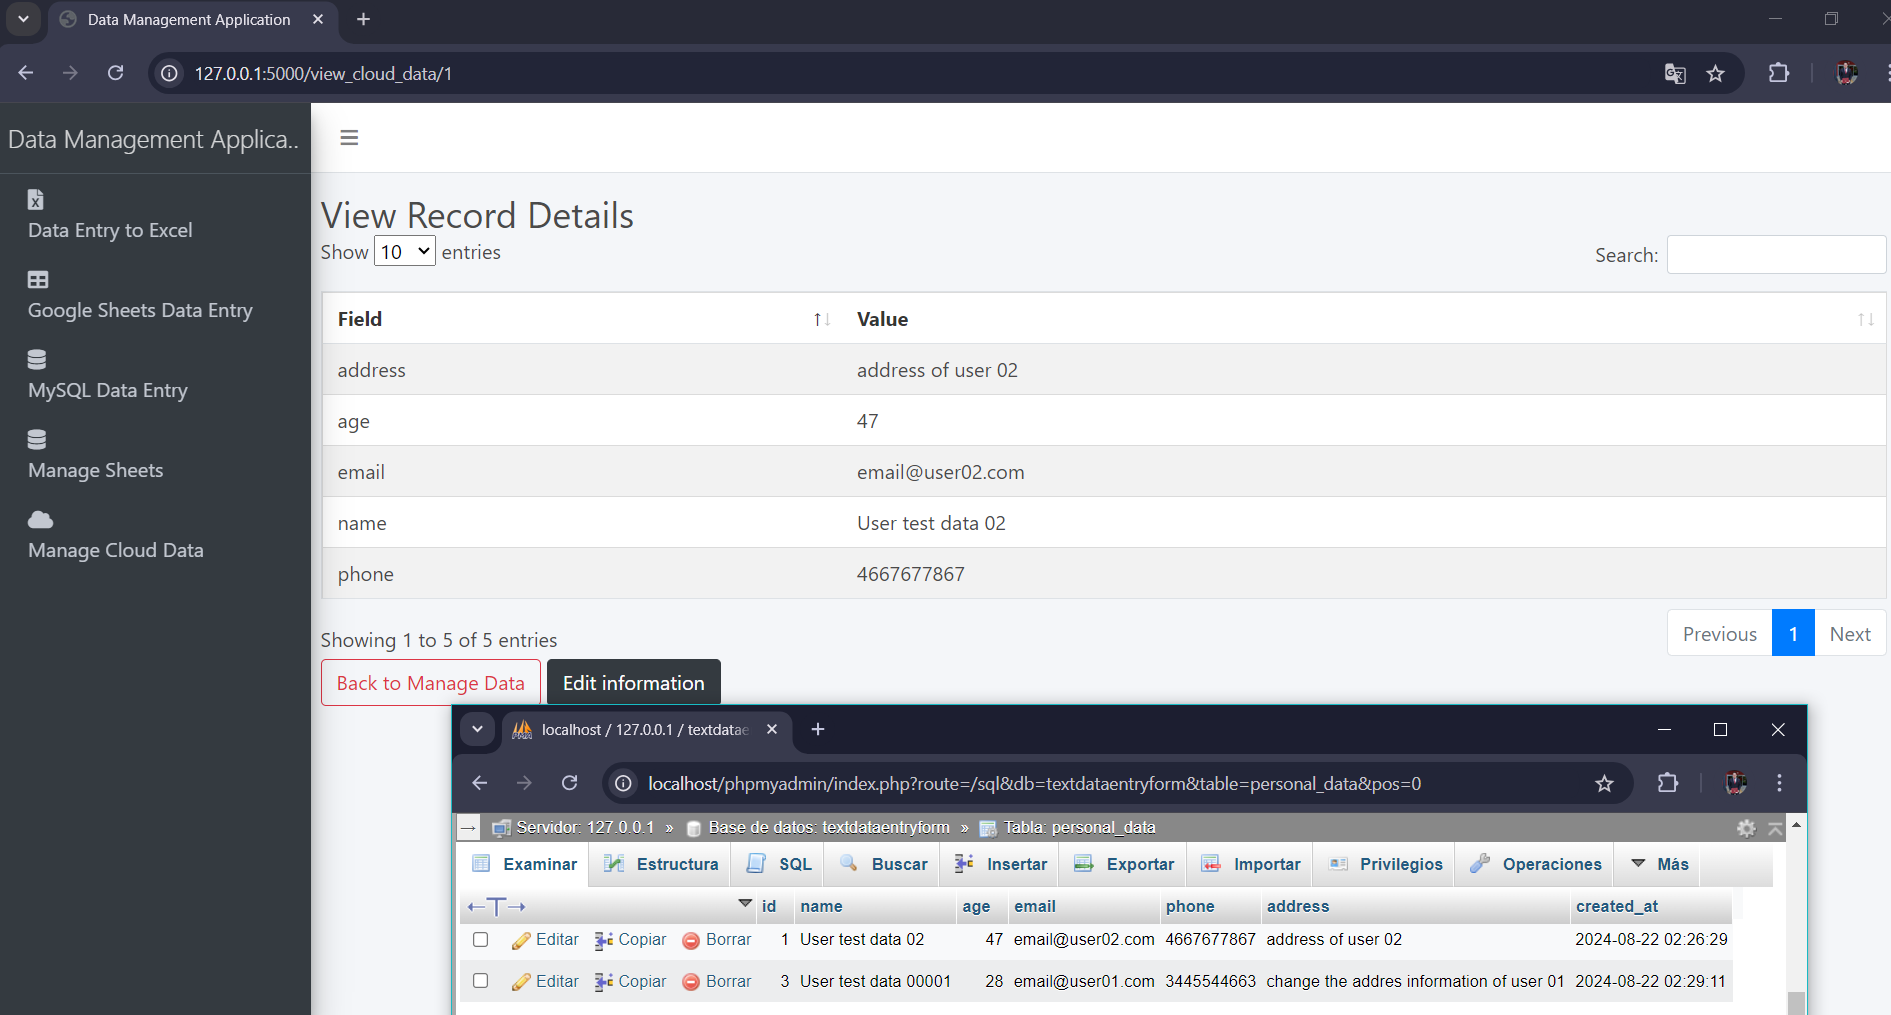 Data Management Application
127.0.0.1:5000/view_cloud_data/1
Data Management Applica..
Data Entry to Excel
Google Sheets Data Entry
MySQL Data Entry
Manage Sheets
Manage Cloud Data
View Record Details
Show 10 entries
Search:
Field Value
address address of user 02
age 47
email email@user02.com
name User test data 02
phone 4667677867
Showing 1 to 5 of 5 entries
Previous 1 Next
Back to Manage Data Edit information
localhost / 127.0.0.1 / textdatae
localhost/phpmyadmin/index.php?route=/sql&db=textdataentryform&table=personal_data&pos=0
Servidor: 127.0.0.1 » Base de datos: textdataentryform » Tabla: personal_data
Examinar Estructura SQL Buscar Insertar Exportar Importar Privilegios Operaciones Más
←T→ id name age email phone address created_at
Editar Copiar Borrar 1 User test data 02 47 email@user02.com 4667677867 address of user 02 2024-08-22 02:26:29
Editar Copiar Borrar 3 User test data 00001 28 email@user01.com 3445544663 change the addres information of user 01 2024-08-22 02:29:11